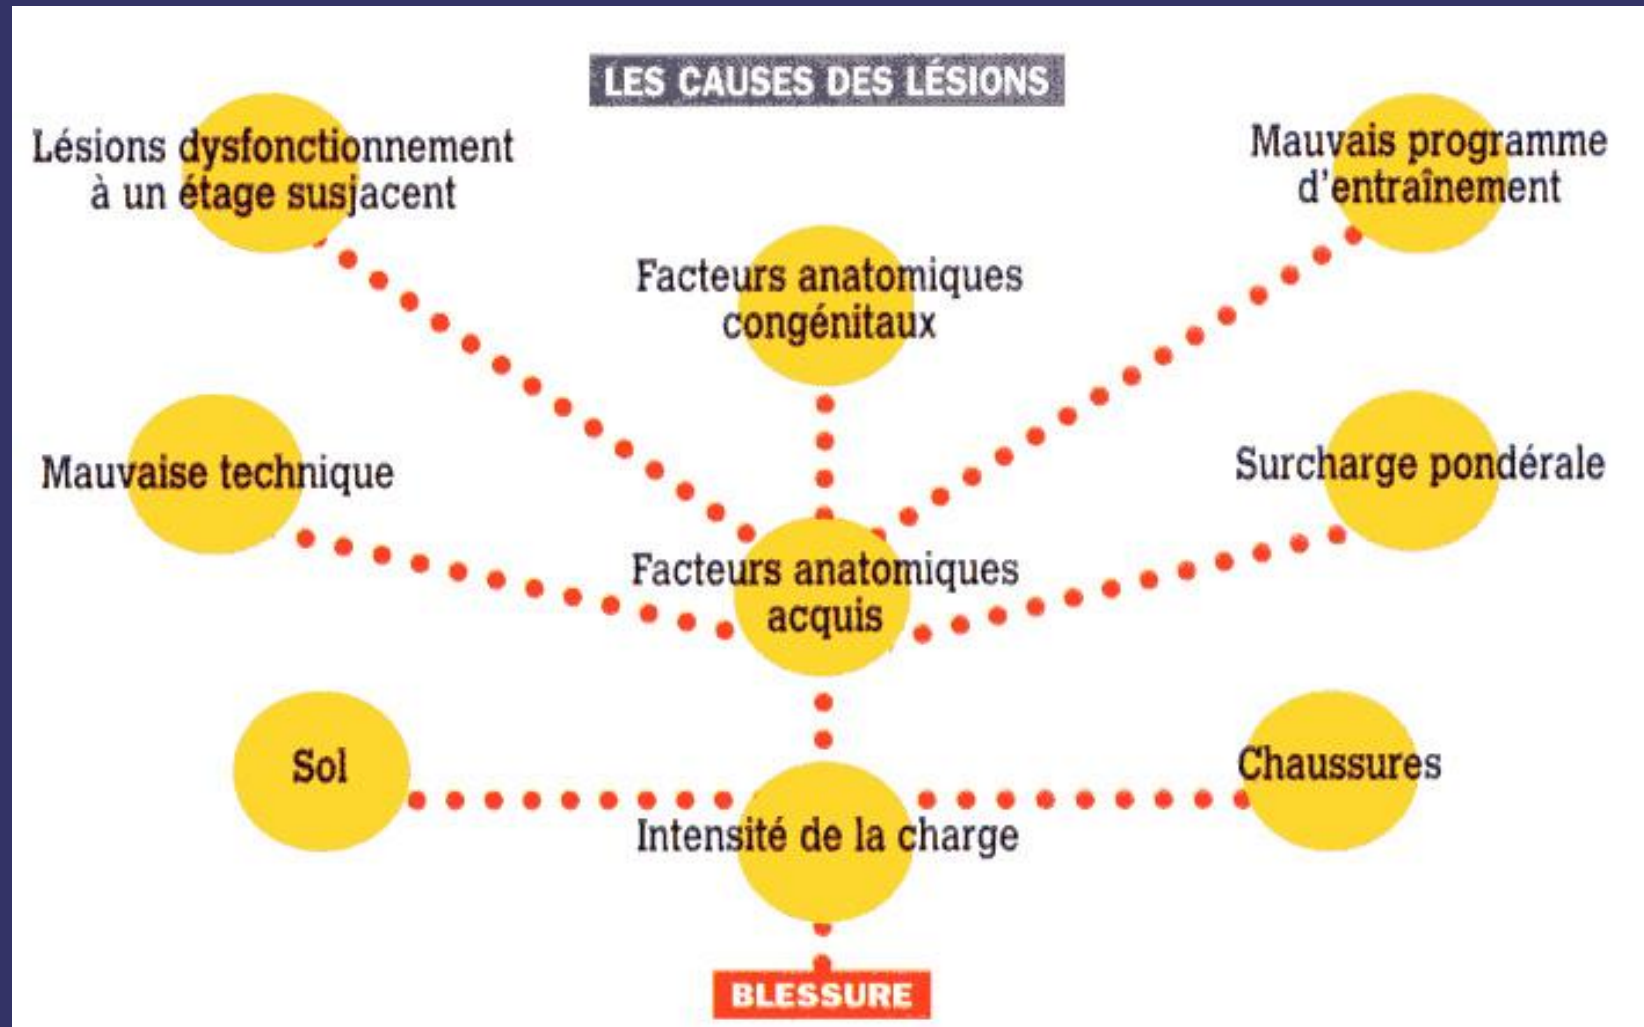 LES CAUSES DES LÉSIONS
Lésions dysfonctionnement
à un étage susjacent
Mauvais programme
d'entraînement
Facteurs anatomiques
congénitaux
Mauvaise technique
Surcharge pondérale
Facteurs anatomiques
acquis
Sol
Chaussures
Intensité de la charge
BLESSURE